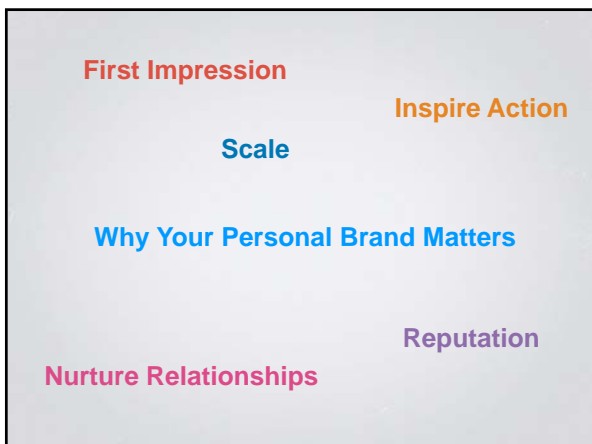 First Impression
Inspire Action
Scale
Why Your Personal Brand Matters
Reputation
Nurture Relationships